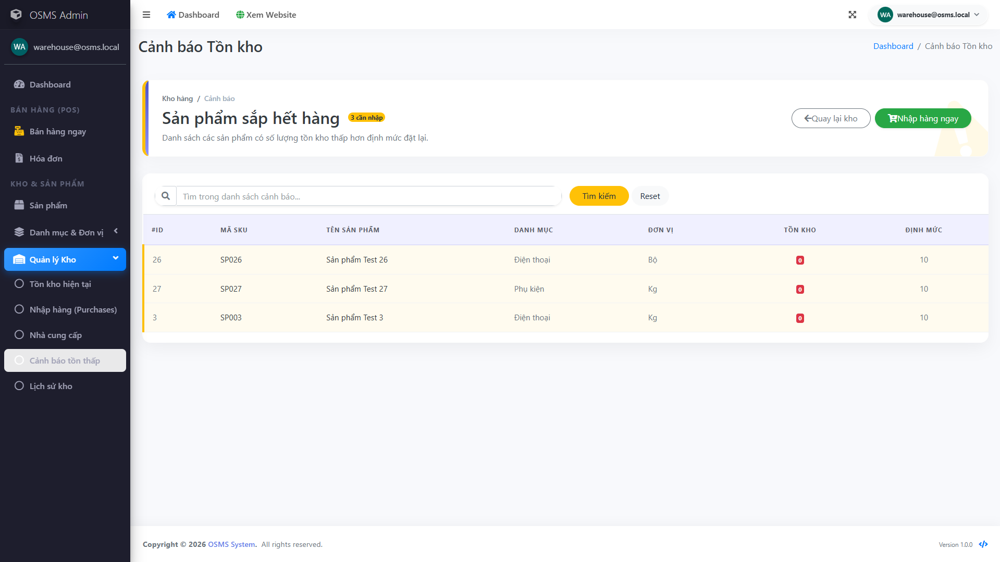 OSMS Admin
WA warehouse@osms.local
Dashboard
BÁN HÀNG (POS)
Bán hàng ngay
Hóa đơn
KHO & SẢN PHẨM
Sản phẩm
Danh mục & Đơn vị
Quản lý Kho
Tồn kho hiện tại
Nhập hàng (Purchases)
Nhà cung cấp
Cảnh báo tồn thấp
Lịch sử kho
Dashboard
Xem Website
WA warehouse@osms.local
Cảnh báo Tồn kho
Dashboard / Cảnh báo Tồn kho
Kho hàng / Cảnh báo
Sản phẩm sắp hết hàng 3 cần nhập
Danh sách các sản phẩm có số lượng tồn kho thấp hơn định mức đặt lại.
Quay lại kho
Nhập hàng ngay
Tìm trong danh sách cảnh báo...
Tìm kiếm
Reset
#ID MÃ SKU TÊN SẢN PHẨM DANH MỤC ĐƠN VỊ TỒN KHO ĐỊNH MỨC
26 SP026 Sản phẩm Test 26 Điện thoại Bộ 0 10
27 SP027 Sản phẩm Test 27 Phụ kiện Kg 0 10
3 SP003 Sản phẩm Test 3 Điện thoại Kg 0 10
Copyright © 2026 OSMS System. All rights reserved.
Version 1.0.0